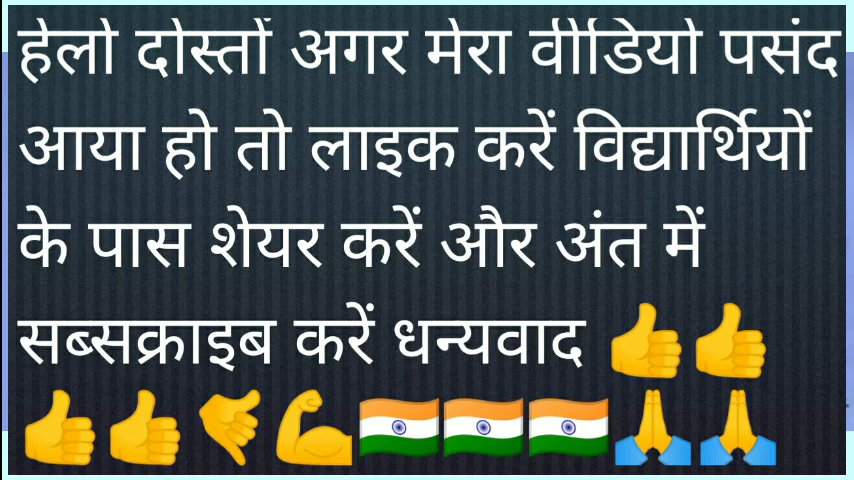 हेलो दोस्तों अगर मेरा वीडियो पसंद
आया हो तो लाइक करें विद्यार्थियों
के पास शेयर करें और अंत में
सब्सक्राइब करें धन्यवाद 👍👍
👍👍🤙💪🇮🇳🇮🇳🇮🇳🙏🙏